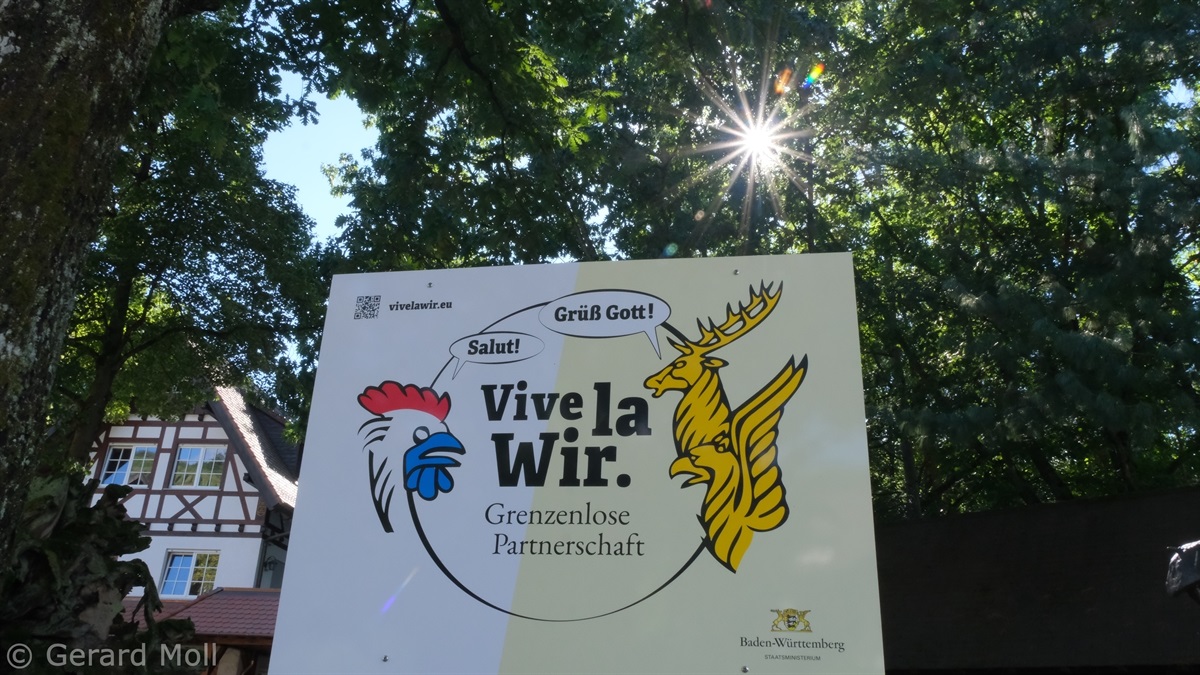 vivelawir.eu
Grüß Gott!
Salut!
Vive la
Wir.
Grenzenlose
Partnerschaft
Baden-Württemberg
STAATSMINISTERIUM
© Gerard Moll